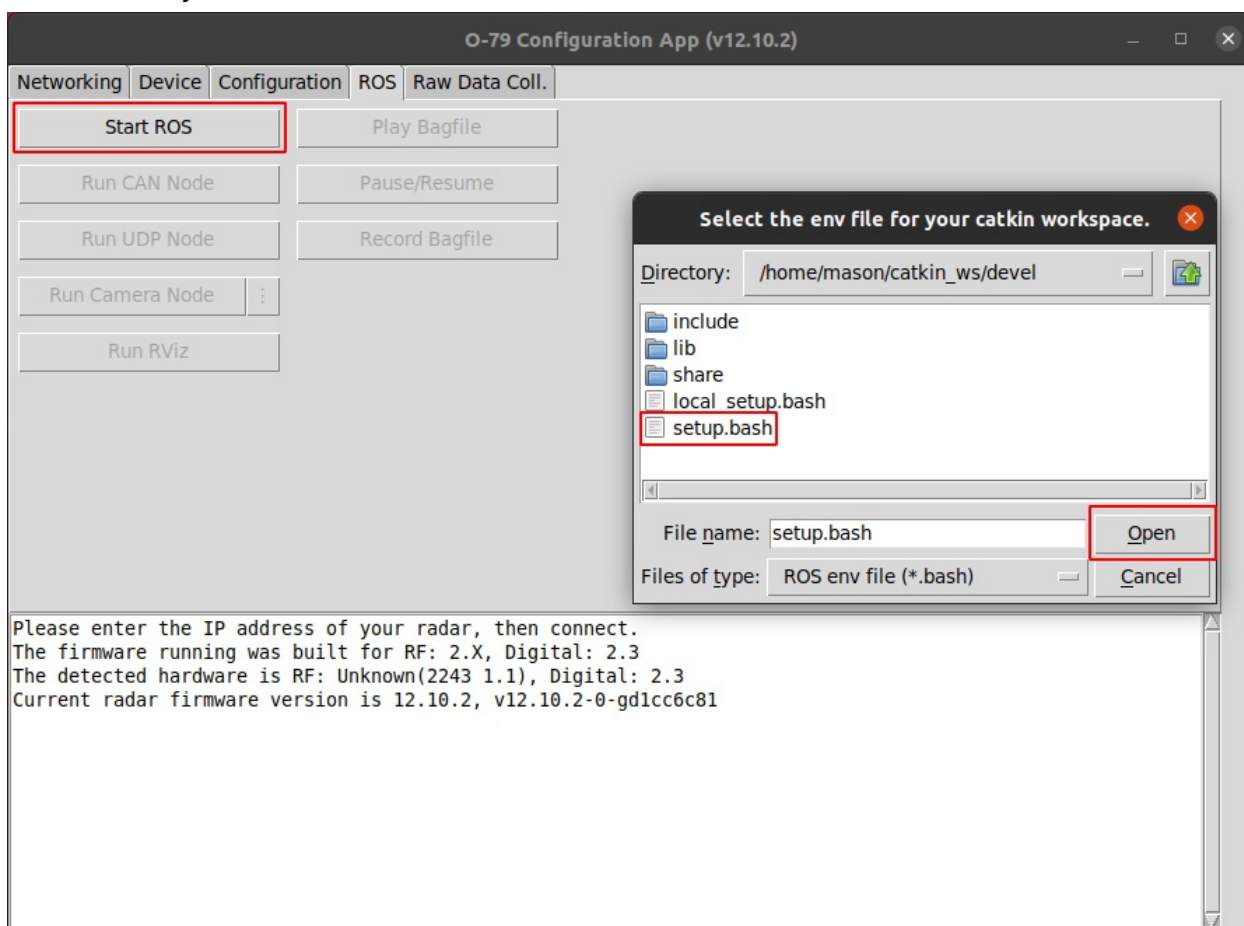 O-79 Configuration App (v12.10.2)
Networking Device Configuration ROS Raw Data Coll.
Start ROS Play Bagfile
Run CAN Node Pause/Resume
Run UDP Node Record Bagfile
Run Camera Node
Run RViz
Select the env file for your catkin workspace.
Directory: /home/mason/catkin_ws/devel
include
lib
share
local_setup.bash
setup.bash
File name: setup.bash Open
Files of type: ROS env file (*.bash) Cancel
Please enter the IP address of your radar, then connect.
The firmware running was built for RF: 2.X, Digital: 2.3
The detected hardware is RF: Unknown(2243 1.1), Digital: 2.3
Current radar firmware version is 12.10.2, v12.10.2-0-gd1cc6c81